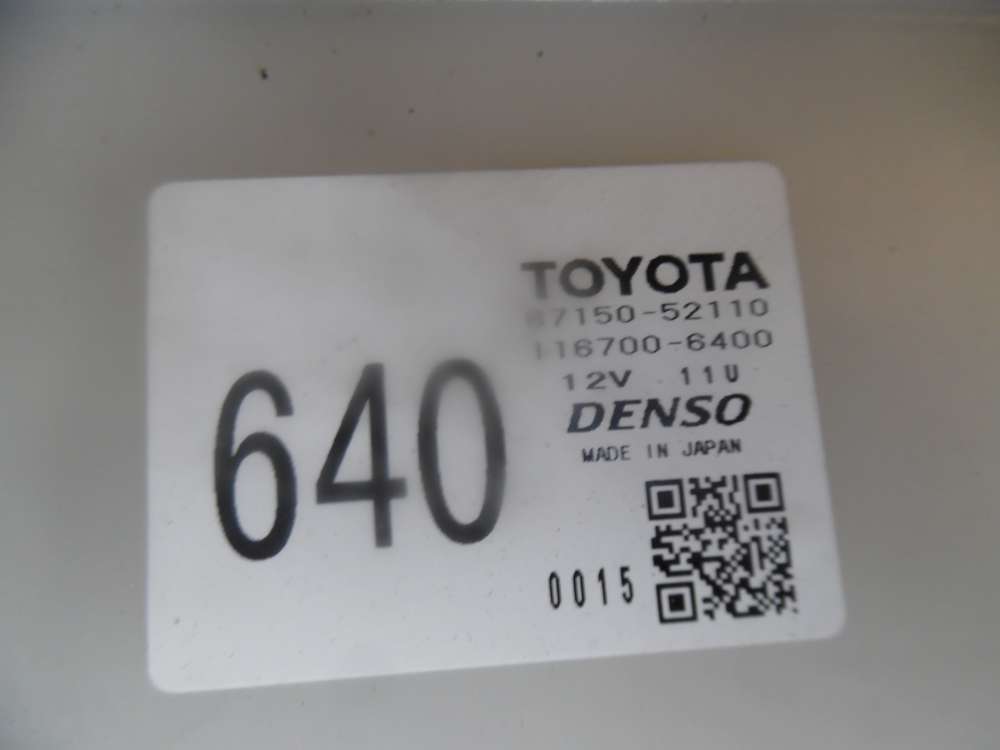 TOYOTA
87150-52110
116700-6400
12V 11U
640
DENSO
MADE IN JAPAN
0015